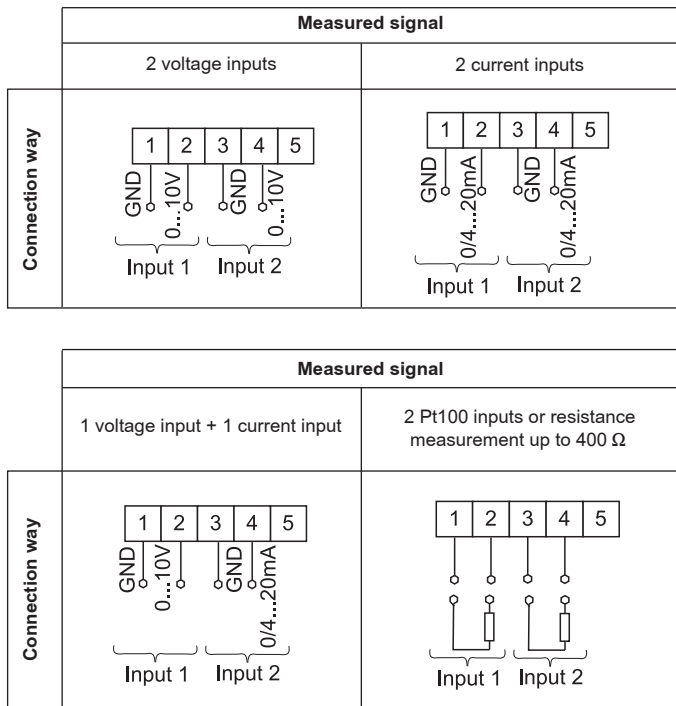 Measured signal
2 voltage inputs
2 current inputs
Connection way
1 2 3 4 5
GND
0...10V
GND
0...10V
Input 1
Input 2
1 2 3 4 5
GND
0/4...20mA
GND
0/4...20mA
Input 1
Input 2
Measured signal
1 voltage input + 1 current input
2 Pt100 inputs or resistance
measurement up to 400 Ω
Connection way
1 2 3 4 5
GND
0...10V
GND
0/4...20mA
Input 1
Input 2
1 2 3 4 5
Input 1
Input 2